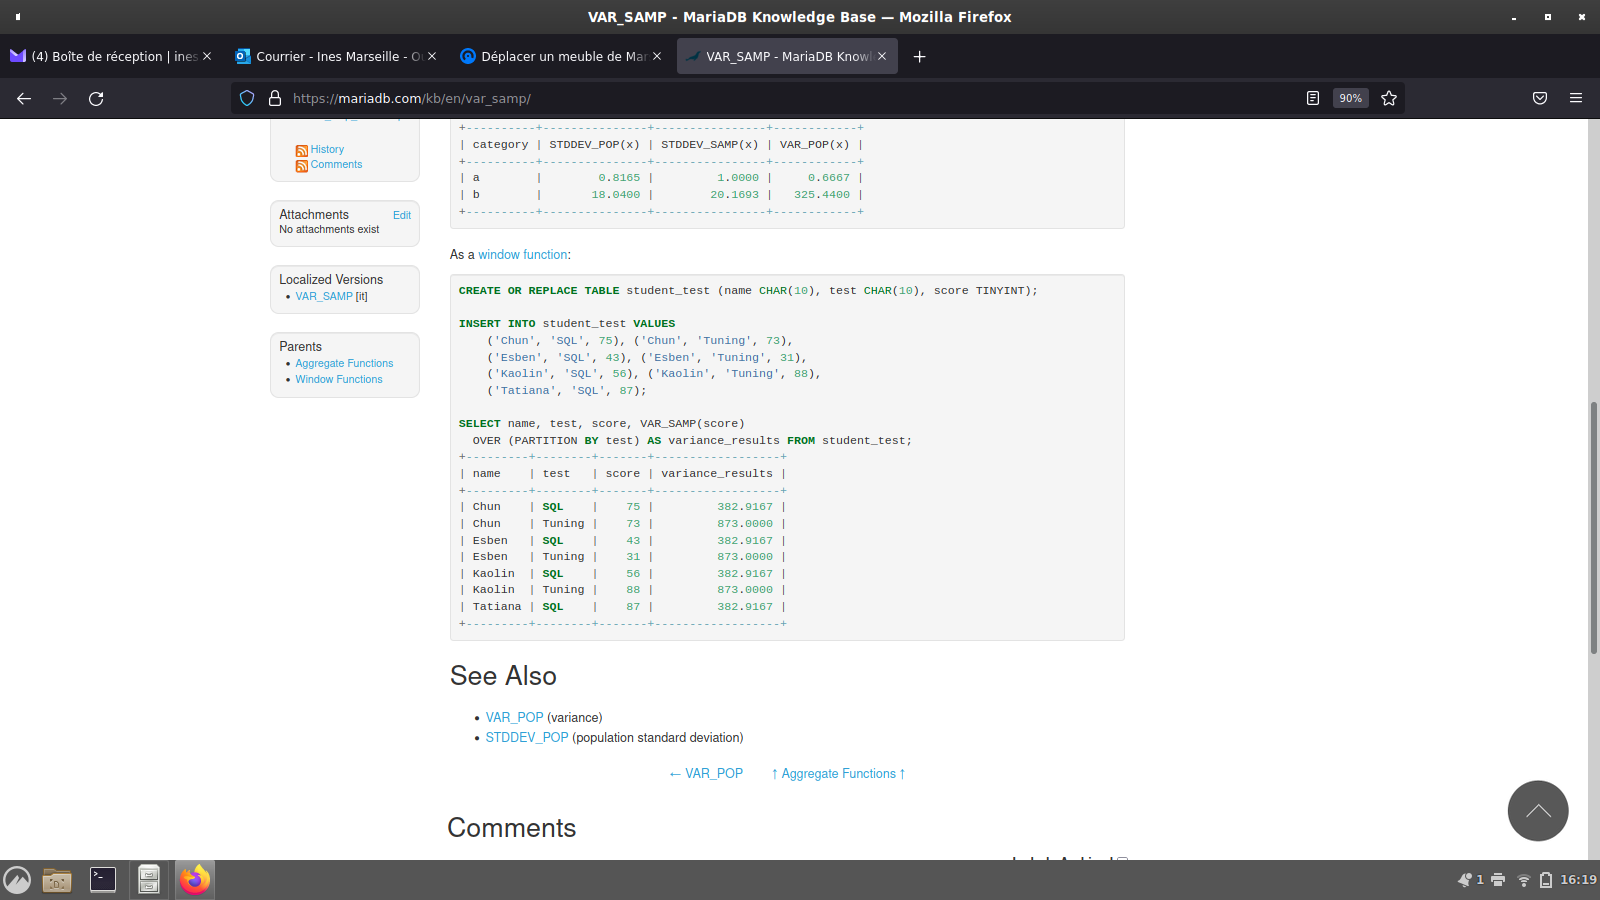 VAR_SAMP - MariaDB Knowledge Base — Mozilla Firefox
(4) Boîte de réception | ines
Courrier - Ines Marseille - O
Déplacer un meuble de Mar
VAR_SAMP - MariaDB Knowl
https://mariadb.com/kb/en/var_samp/
90%
History
Comments
Attachments Edit
No attachments exist
Localized Versions
• VAR_SAMP [it]
Parents
• Aggregate Functions
• Window Functions
+----------+---------------+----------------+------------+
| category | STDDEV_POP(x) | STDDEV_SAMP(x) | VAR_POP(x) |
+----------+---------------+----------------+------------+
| a        |        0.8165 |         1.0000 |     0.6667 |
| b        |       18.0400 |        20.1693 |   325.4400 |
+----------+---------------+----------------+------------+
As a window function:
CREATE OR REPLACE TABLE student_test (name CHAR(10), test CHAR(10), score TINYINT);
INSERT INTO student_test VALUES
    ('Chun', 'SQL', 75), ('Chun', 'Tuning', 73),
    ('Esben', 'SQL', 43), ('Esben', 'Tuning', 31),
    ('Kaolin', 'SQL', 56), ('Kaolin', 'Tuning', 88),
    ('Tatiana', 'SQL', 87);
SELECT name, test, score, VAR_SAMP(score)
  OVER (PARTITION BY test) AS variance_results FROM student_test;
+---------+--------+-------+------------------+
| name    | test   | score | variance_results |
+---------+--------+-------+------------------+
| Chun    | SQL    |    75 |         382.9167 |
| Chun    | Tuning |    73 |         873.0000 |
| Esben   | SQL    |    43 |         382.9167 |
| Esben   | Tuning |    31 |         873.0000 |
| Kaolin  | SQL    |    56 |         382.9167 |
| Kaolin  | Tuning |    88 |         873.0000 |
| Tatiana | SQL    |    87 |         382.9167 |
+---------+--------+-------+------------------+
See Also
• VAR_POP (variance)
• STDDEV_POP (population standard deviation)
← VAR_POP ↑ Aggregate Functions ↑
Comments
1 16:19